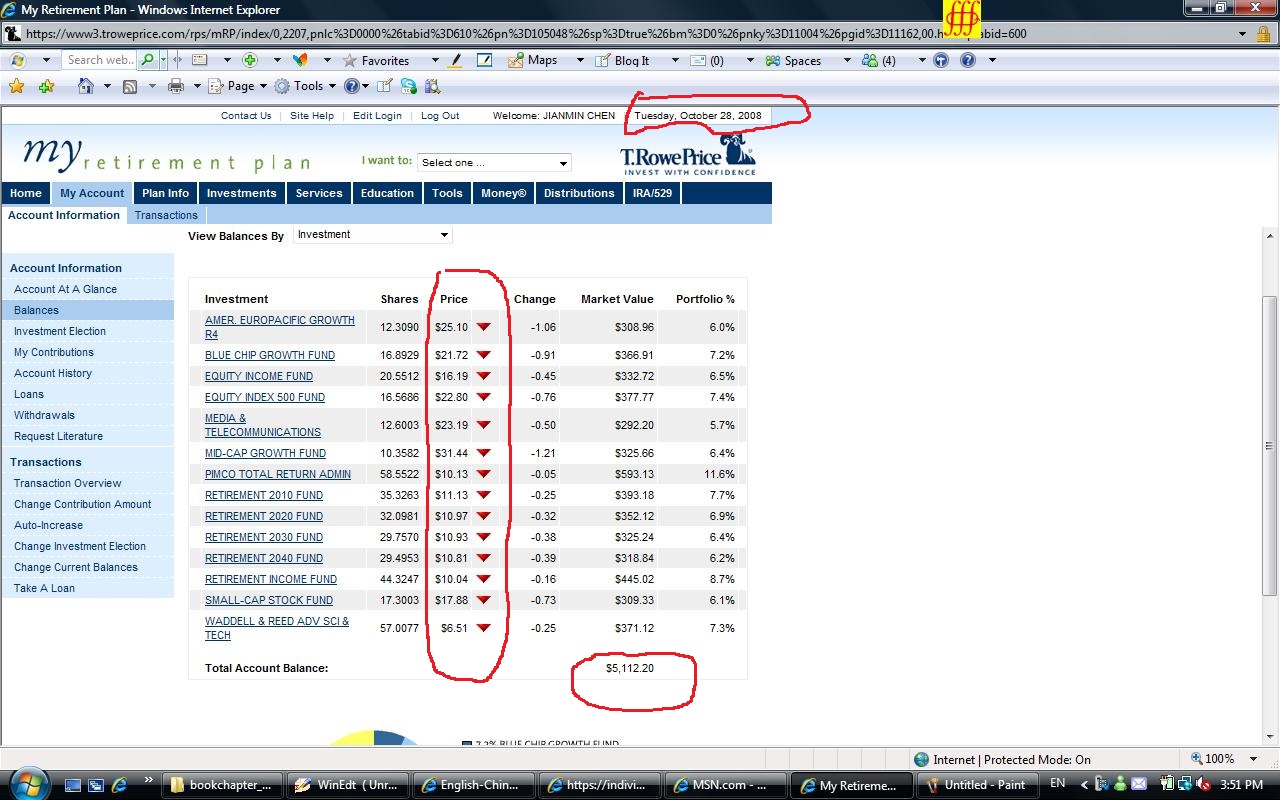 My Retirement Plan - Windows Internet Explorer
fff
https://www3.troweprice.com/rps/mRP/index/0,2207,pnlc%3D0000%26tabid%3D610%26pn%3D105048%26sp%3Dtrue%26bm%3D0%26pnky%3D11004%26pgid%3D11162,00.h abid=600
Search web.. Favorites Maps Blog It (0) Spaces (4)
Page Tools
Contact Us | Site Help | Edit Login | Log Out Welcome: JIANMIN CHEN Tuesday, October 28, 2008
my retirement plan I want to: Select one ... T.RowePrice
INVEST WITH CONFIDENCE
Home My Account Plan Info Investments Services Education Tools Money® Distributions IRA/529
Account Information Transactions
View Balances By Investment
Account Information
Account At A Glance
Balances
Investment Election
My Contributions
Account History
Loans
Withdrawals
Request Literature
Transactions
Transaction Overview
Change Contribution Amount
Auto-Increase
Change Investment Election
Change Current Balances
Take A Loan
Investment Shares Price Change Market Value Portfolio %
AMER. EUROPACIFIC GROWTH
R4 12.3090 $25.10 -1.06 $308.96 6.0%
BLUE CHIP GROWTH FUND 16.8929 $21.72 -0.91 $366.91 7.2%
EQUITY INCOME FUND 20.5512 $16.19 -0.45 $332.72 6.5%
EQUITY INDEX 500 FUND 16.5686 $22.80 -0.76 $377.77 7.4%
MEDIA &
TELECOMMUNICATIONS 12.6003 $23.19 -0.50 $292.20 5.7%
MID-CAP GROWTH FUND 10.3582 $31.44 -1.21 $325.66 6.4%
PIMCO TOTAL RETURN ADMIN 58.5522 $10.13 -0.05 $593.13 11.6%
RETIREMENT 2010 FUND 35.3263 $11.13 -0.25 $393.18 7.7%
RETIREMENT 2020 FUND 32.0981 $10.97 -0.32 $352.12 6.9%
RETIREMENT 2030 FUND 29.7570 $10.93 -0.38 $325.24 6.4%
RETIREMENT 2040 FUND 29.4953 $10.81 -0.39 $318.84 6.2%
RETIREMENT INCOME FUND 44.3247 $10.04 -0.16 $445.02 8.7%
SMALL-CAP STOCK FUND 17.3003 $17.88 -0.73 $309.33 6.1%
WADDELL & REED ADV SCI &
TECH 57.0077 $6.51 -0.25 $371.12 7.3%
Total Account Balance: $5,112.20
7.2% BLUE CHIP GROWTH FUND
Internet | Protected Mode: On 100%
bookchapter_... WinEdt ( Unr... English-Chin... https://indivi... MSN.com - ... My Retireme... Untitled - Paint EN 3:51 PM